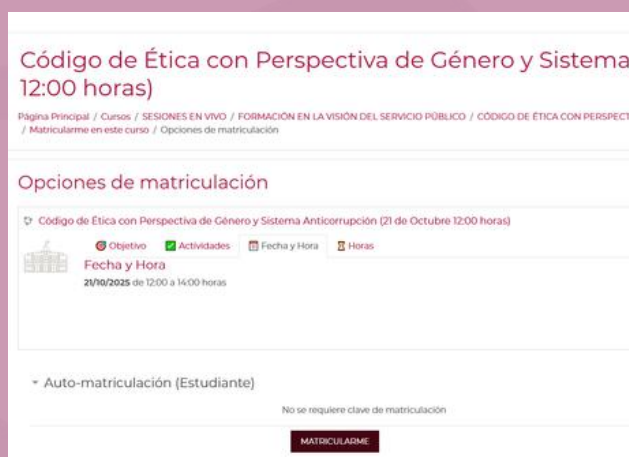 Código de Ética con Perspectiva de Género y Sistema
12:00 horas)
Página Principal / Cursos / SESIONES EN VIVO / FORMACIÓN EN LA VISIÓN DEL SERVICIO PÚBLICO / CÓDIGO DE ÉTICA CON PERSPECT
/ Matricularme en este curso / Opciones de matriculación
Opciones de matriculación
Código de Ética con Perspectiva de Género y Sistema Anticorrupción (21 de Octubre 12:00 horas)
Objetivo Actividades Fecha y Hora Horas
Fecha y Hora
21/10/2025 de 12:00 a 14:00 horas
Auto-matriculación (Estudiante)
No se requiere clave de matriculación
MATRICULARME